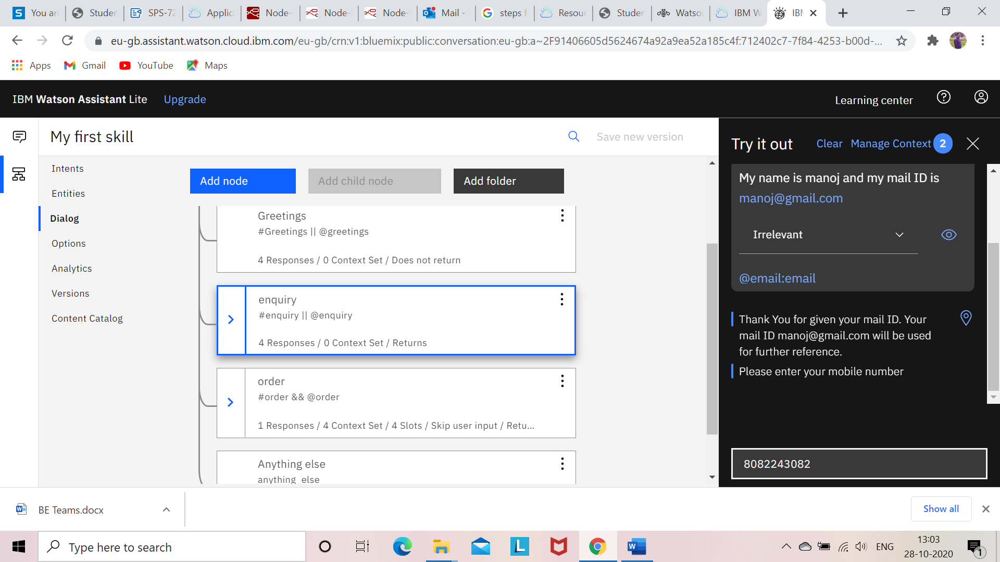 You are
Studen
SPS-72
Applica
Node-
Node-
Node-
Mail -
steps f
Resour
Studen
Watson
IBM W
IBM
eu-gb.assistant.watson.cloud.ibm.com/eu-gb/crn:v1:bluemix:public:conversation:eu-gb:a~2F91406605d5624674a92a9ea52a185c4f:712402c7-7f84-4253-b00d-...
Apps
Gmail
YouTube
Maps
IBM Watson Assistant Lite
Upgrade
Learning center
My first skill
Save new version
Intents
Entities
Dialog
Options
Analytics
Versions
Content Catalog
Add node
Add child node
Add folder
Greetings
#Greetings || @greetings
4 Responses / 0 Context Set / Does not return
enquiry
#enquiry || @enquiry
4 Responses / 0 Context Set / Returns
order
#order && @order
1 Responses / 4 Context Set / 4 Slots / Skip user input / Retu...
Anything else
anything_else
Try it out
Clear
Manage Context
2
My name is manoj and my mail ID is
manoj@gmail.com
Irrelevant
@email:email
Thank You for given your mail ID. Your
mail ID manoj@gmail.com will be used
for further reference.
Please enter your mobile number
8082243082
BE Teams.docx
Show all
Type here to search
ENG
13:03
28-10-2020
1